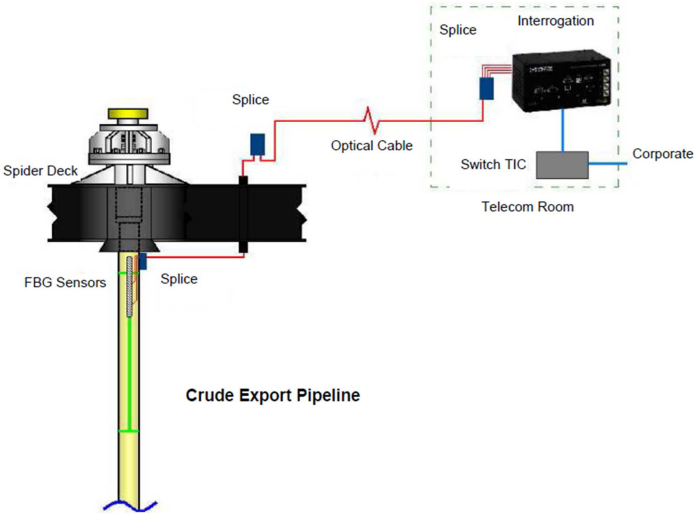 Interrogation
Splice
Splice
Optical Cable
Switch TIC
Corporate
Spider Deck
Telecom Room
FBG Sensors
Splice
Crude Export Pipeline